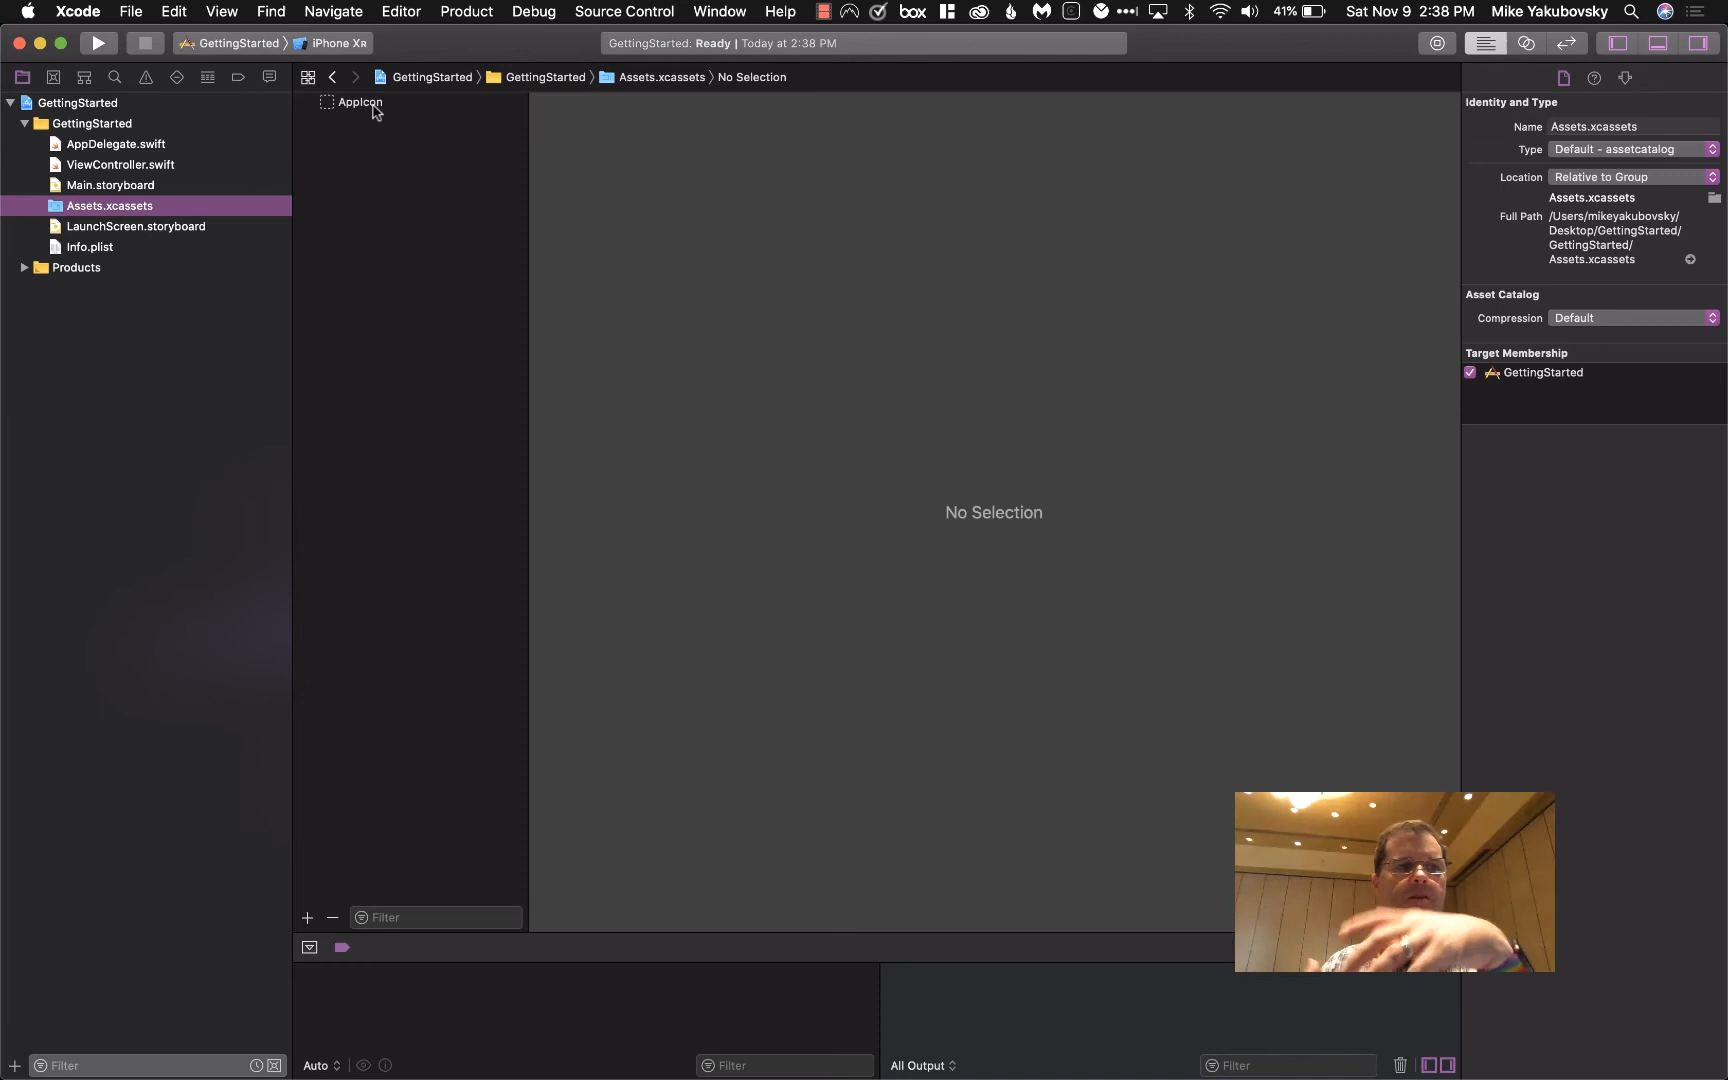 Xcode File Edit View Find Navigate Editor Product Debug Source Control Window Help box 41% Sat Nov 9 2:38 PM Mike Yakubovsky
GettingStarted iPhone XR GettingStarted: Ready | Today at 2:38 PM
GettingStarted GettingStarted Assets.xcassets No Selection
GettingStarted
GettingStarted
AppDelegate.swift
ViewController.swift
Main.storyboard
Assets.xcassets
LaunchScreen.storyboard
Info.plist
Products
AppIcon
No Selection
Identity and Type
Name Assets.xcassets
Type Default - assetcatalog
Location Relative to Group
Assets.xcassets
Full Path /Users/mikeyakubovsky/
Desktop/GettingStarted/
GettingStarted/
Assets.xcassets
Asset Catalog
Compression Default
Target Membership
GettingStarted
Filter
Filter
Auto
Filter
All Output
Filter